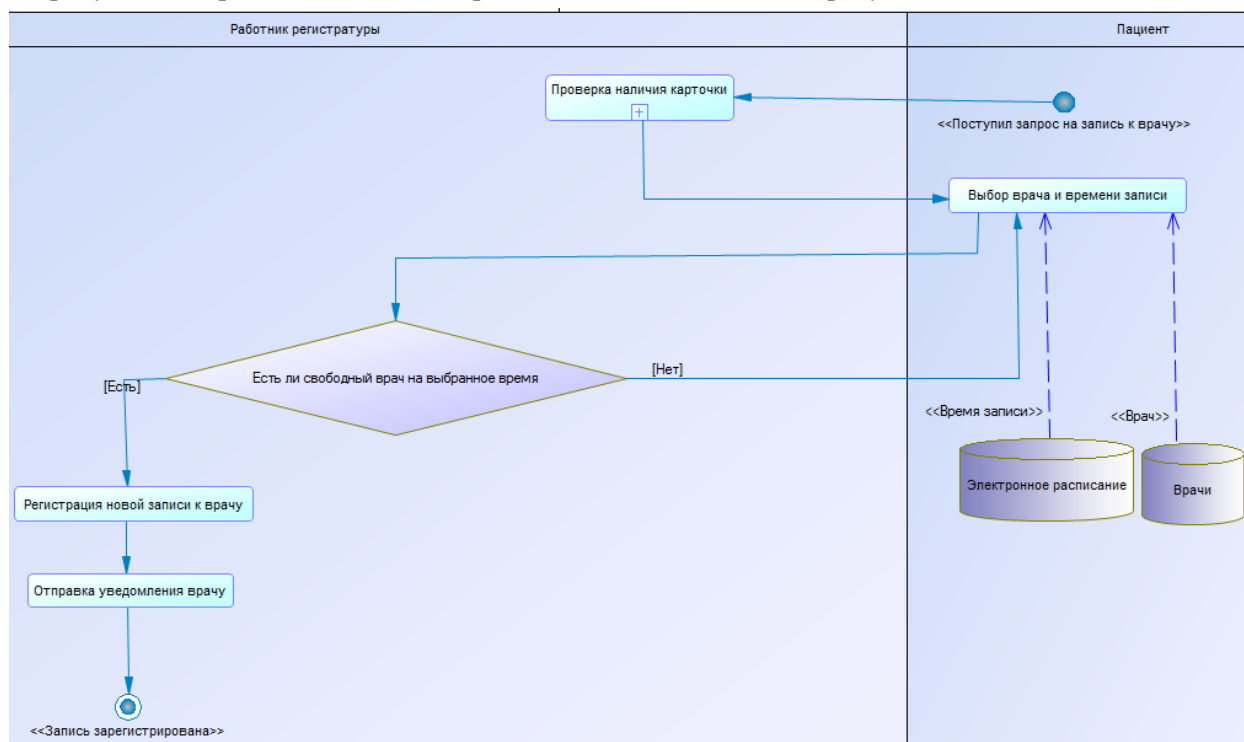 Работник регистратуры
Пациент
Проверка наличия карточки
<<Поступил запрос на запись к врачу>>
Выбор врача и времени записи
[Есть]
Есть ли свободный врач на выбранное время
[Нет]
<<Время записи>>
<<Врач>>
Электронное расписание
Врачи
Регистрация новой записи к врачу
Отправка уведомления врачу
<<Запись зарегистрирована>>